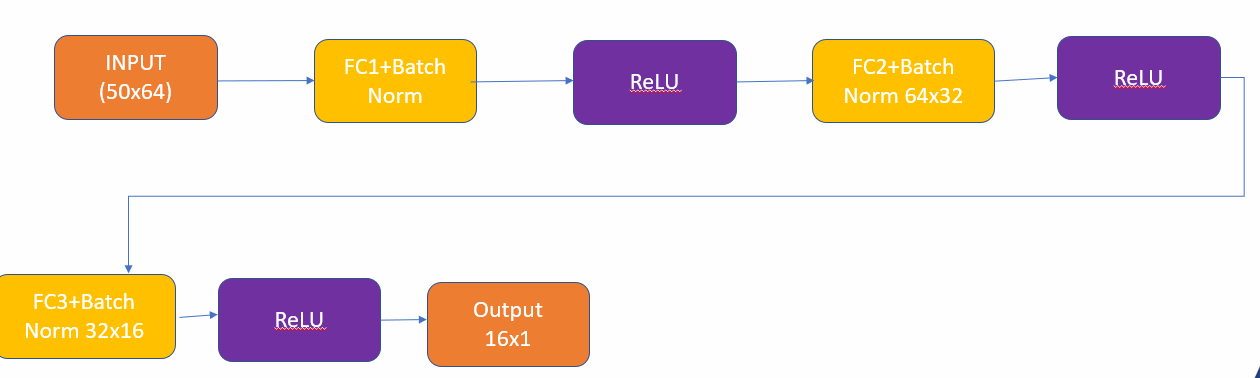 INPUT
(50x64)
FC1+Batch
Norm
ReLU
FC2+Batch
Norm 64x32
ReLU
FC3+Batch
Norm 32x16
ReLU
Output
16x1